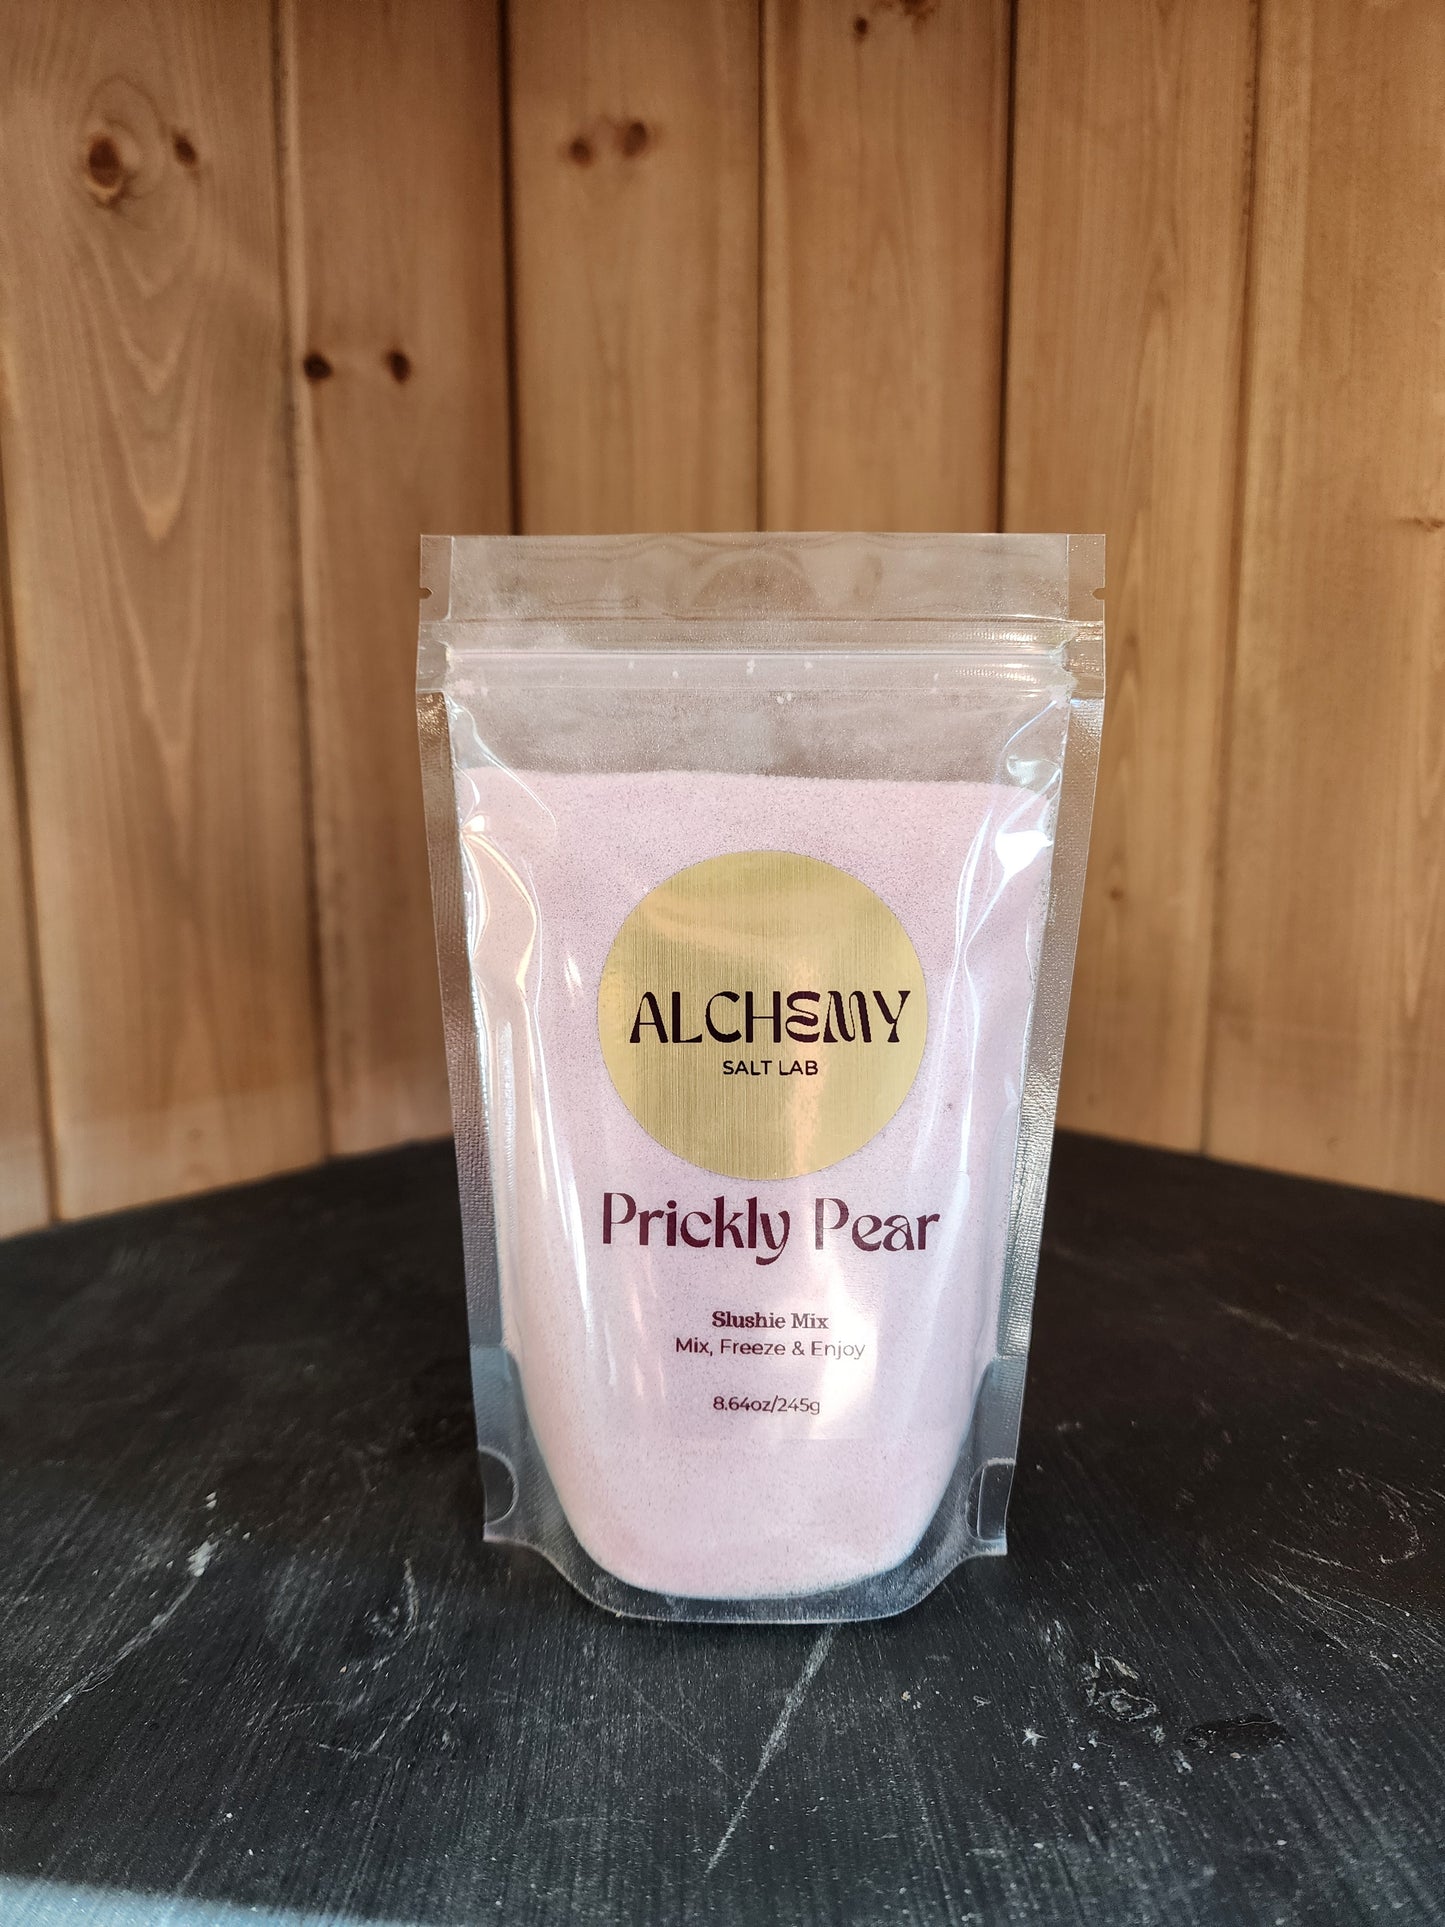 ALCHEMY
SALT LAB
Prickly Pear
Slushie Mix
Mix, Freeze & Enjoy
8.64oz/245g